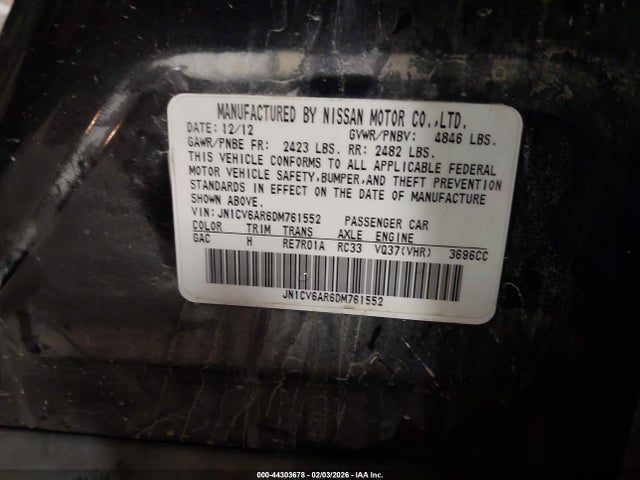 MANUFACTURED BY NISSAN MOTOR CO.,LTD.
DATE: 12/12 GVWR/PNBV: 4846 LBS.
GAWR/PNBE FR: 2423 LBS. RR: 2482 LBS.
THIS VEHICLE CONFORMS TO ALL APPLICABLE FEDERAL
MOTOR VEHICLE SAFETY,BUMPER,AND THEFT PREVENTION
STANDARDS IN EFFECT ON THE DATE OF MANUFACTURE
SHOWN ABOVE.
VIN: JN1CV6AR6DM761552 PASSENGER CAR
COLOR TRIM TRANS AXLE ENGINE
GAC H RE7R01A RC33 VQ37(VHR) 3696CC
JN1CV6AR6DM761552
000-44303678 - 02/03/2026 - IAA Inc.